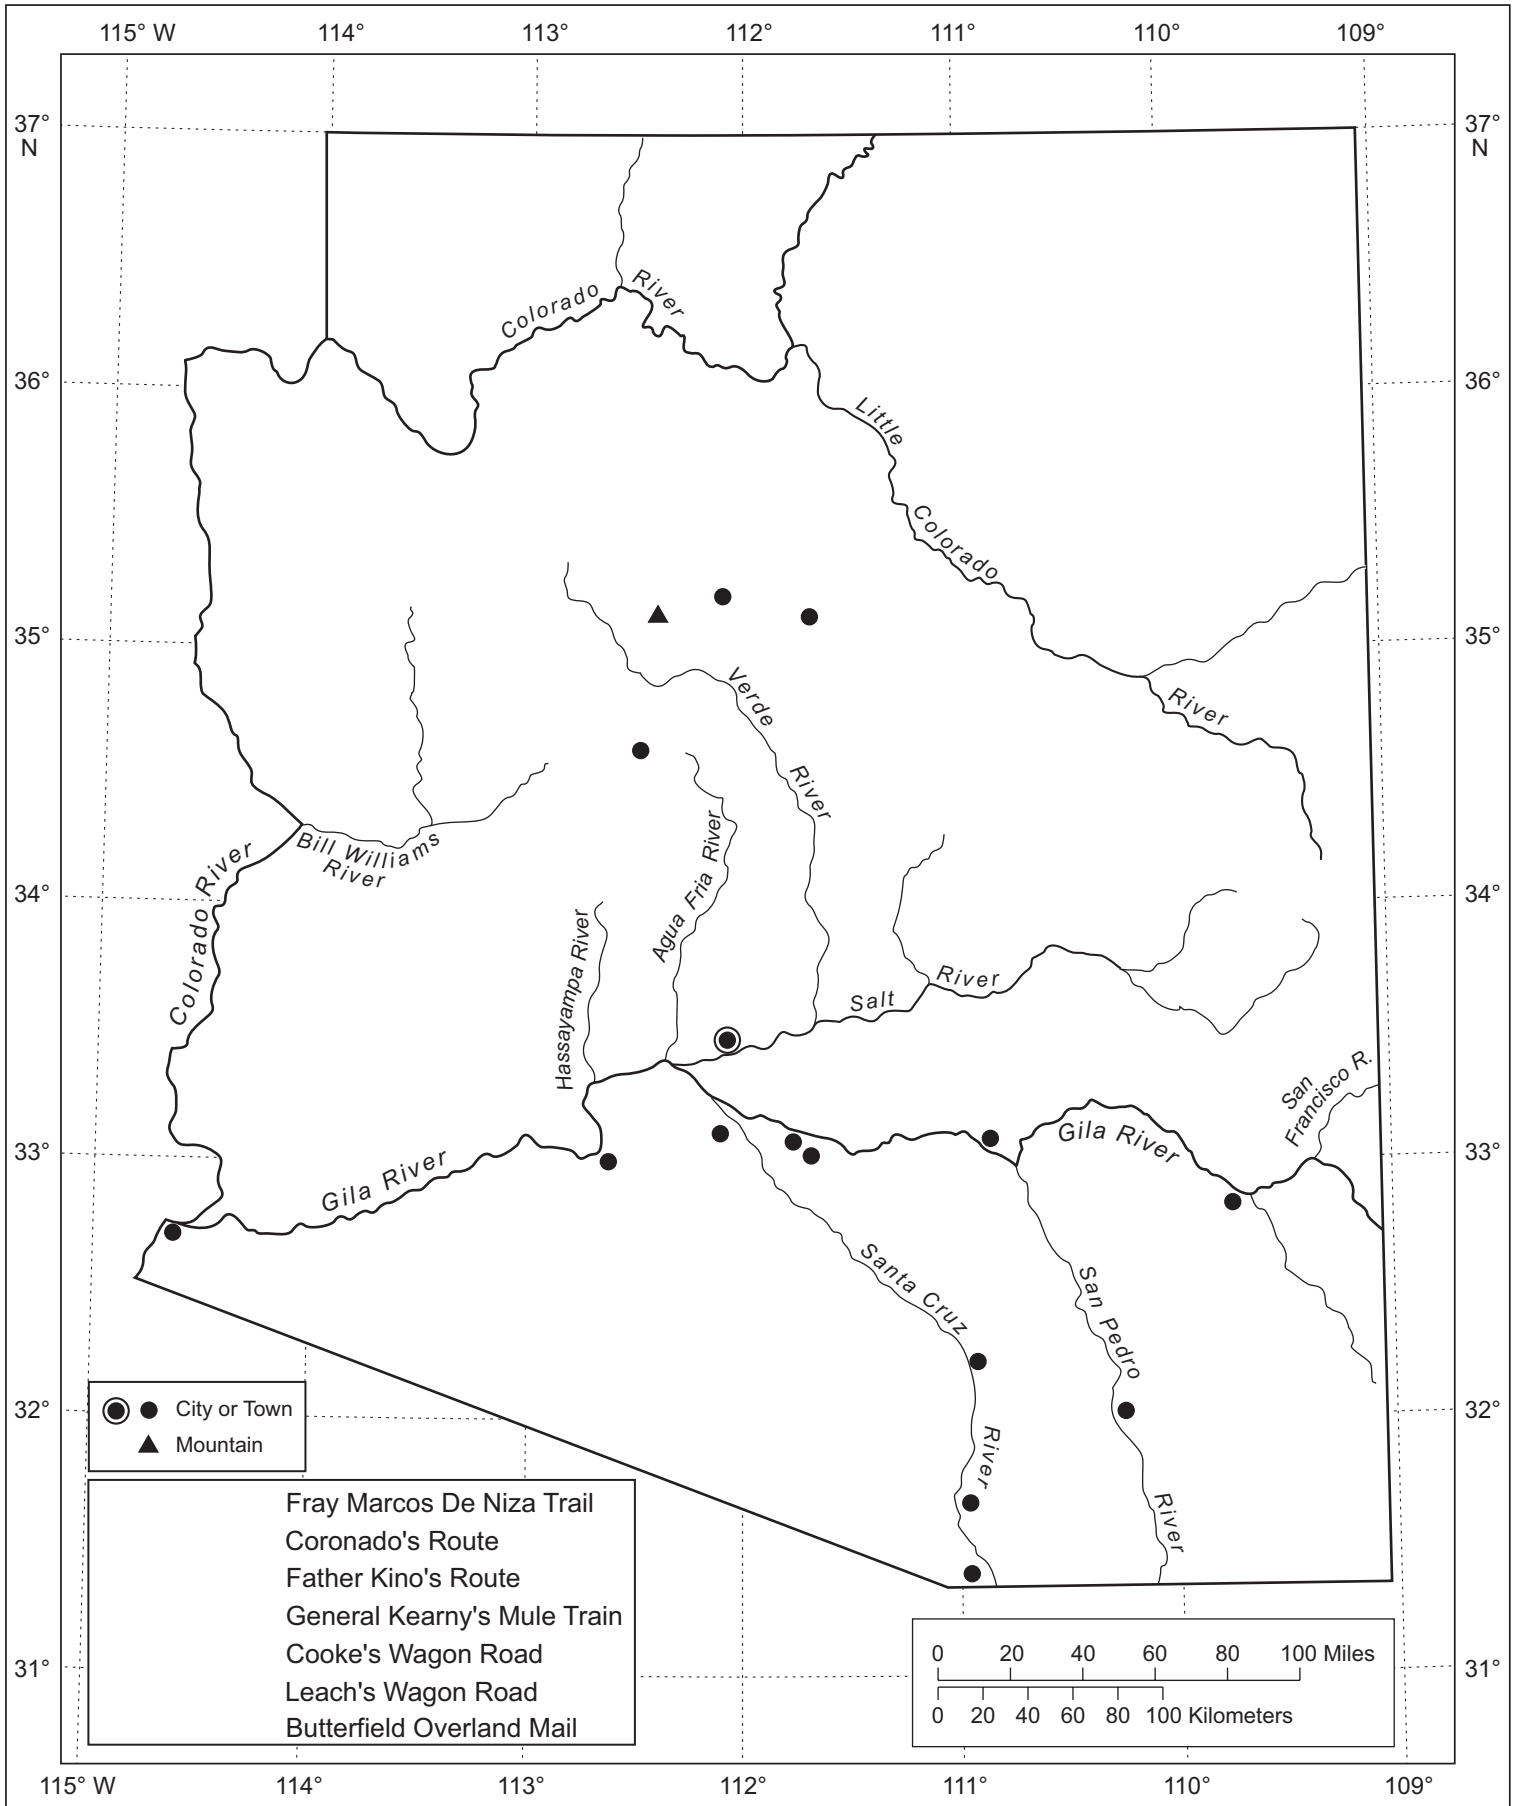 115° W 114° 113° 112° 111° 110° 109°
37°
N
37°
N
Colorado
River
36°
36°
Little
Colorado
35°
35°
Verde
River
River
Bill Williams
River
Colorado River
Agua Fria River
34°
34°
Hassayampa River
River
Salt
San
Francisco R.
Gila River
33°
33°
Gila River
Santa Cruz
San Pedro
32°
32°
City or Town
Mountain
River
River
Fray Marcos De Niza Trail
Coronado's Route
Father Kino's Route
General Kearny's Mule Train
Cooke's Wagon Road
Leach's Wagon Road
Butterfield Overland Mail
0 20 40 60 80 100 Miles
31°
31°
0 20 40 60 80 100 Kilometers
115° W 114° 113° 112° 111° 110° 109°